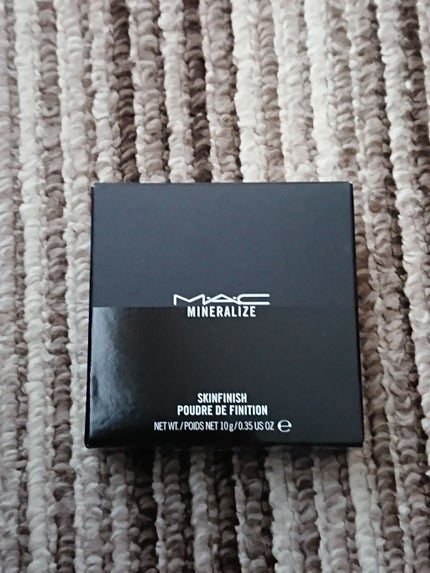 M·A·C
MINERALIZE
SKINFINISH
POUDRE DE FINITION
NET WT./POIDS NET 10 g/0.35 US OZ ℮